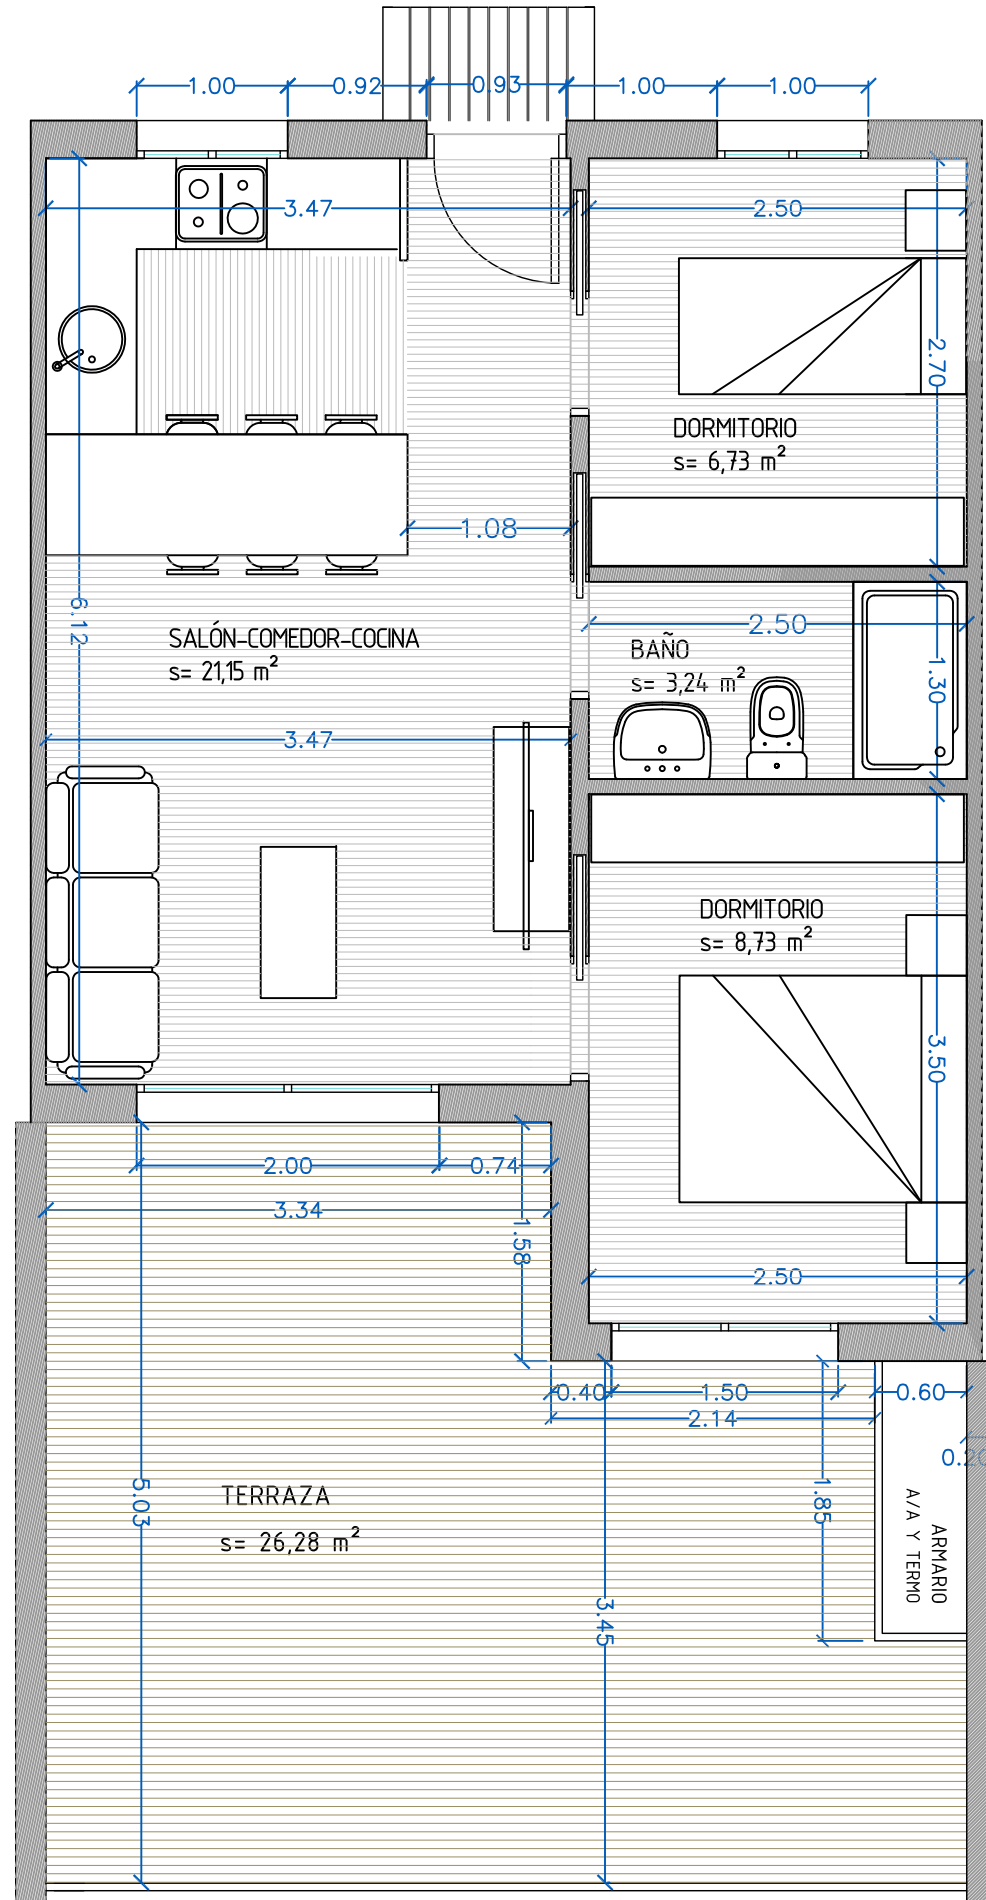 1.00
0.92
0.93
1.00
1.00
3.47
2.50
2.70
DORMITORIO
s= 6,73 m²
1.08
6.12
SALÓN-COMEDOR-COCINA
s= 21,15 m²
2.50
BAÑO
s= 3,24 m²
1.30
3.47
DORMITORIO
s= 8,73 m²
3.50
2.00
0.74
3.34
1.58
2.50
0.40
1.50
0.60
2.14
0.20
1.85
5.03
TERRAZA
s= 26,28 m²
ARMARIO
A/A Y TERMO
3.45